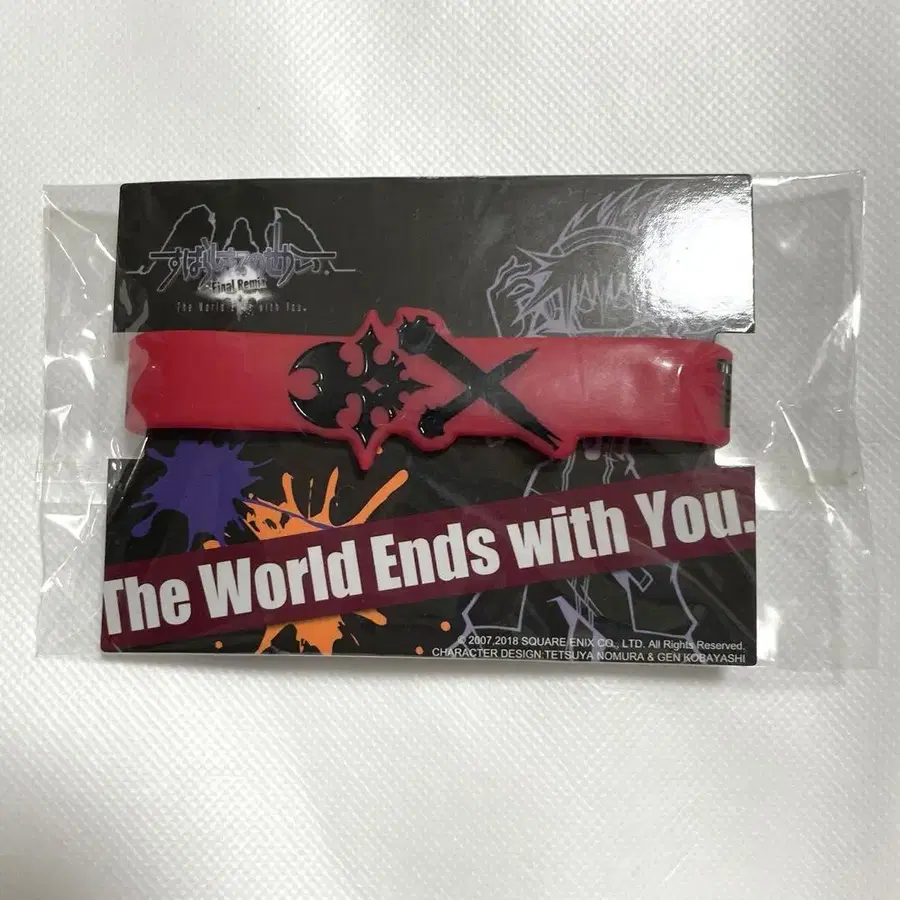 すばらしきこのせかい
Final Remix
The World Ends with You.
The World Ends with You.
© 2007,2018 SQUARE ENIX CO., LTD. All Rights Reserved.
CHARACTER DESIGN:TETSUYA NOMURA & GEN KOBAYASHI